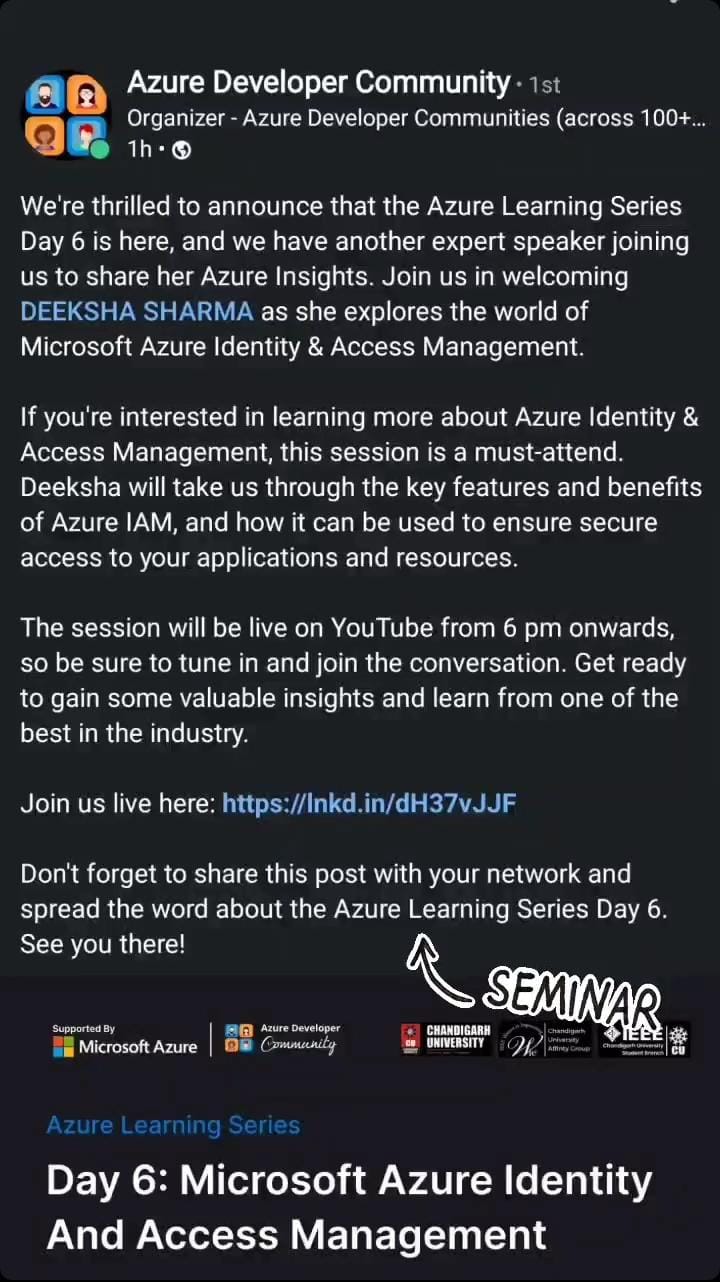 Azure Developer Community · 1st
Organizer - Azure Developer Communities (across 100+...
1h ·
We're thrilled to announce that the Azure Learning Series
Day 6 is here, and we have another expert speaker joining
us to share her Azure Insights. Join us in welcoming
DEEKSHA SHARMA as she explores the world of
Microsoft Azure Identity & Access Management.
If you're interested in learning more about Azure Identity &
Access Management, this session is a must-attend.
Deeksha will take us through the key features and benefits
of Azure IAM, and how it can be used to ensure secure
access to your applications and resources.
The session will be live on YouTube from 6 pm onwards,
so be sure to tune in and join the conversation. Get ready
to gain some valuable insights and learn from one of the
best in the industry.
Join us live here: https://lnkd.in/dH37vJJF
Don't forget to share this post with your network and
spread the word about the Azure Learning Series Day 6.
See you there!
SEMINAR
Supported By
Microsoft Azure
Azure Developer
Community
CU
CHANDIGARH
UNIVERSITY
Chandigarh
University
Affinity Group
IEEE
Chandigarh University
Student Branch
CU
Azure Learning Series
Day 6: Microsoft Azure Identity
And Access Management